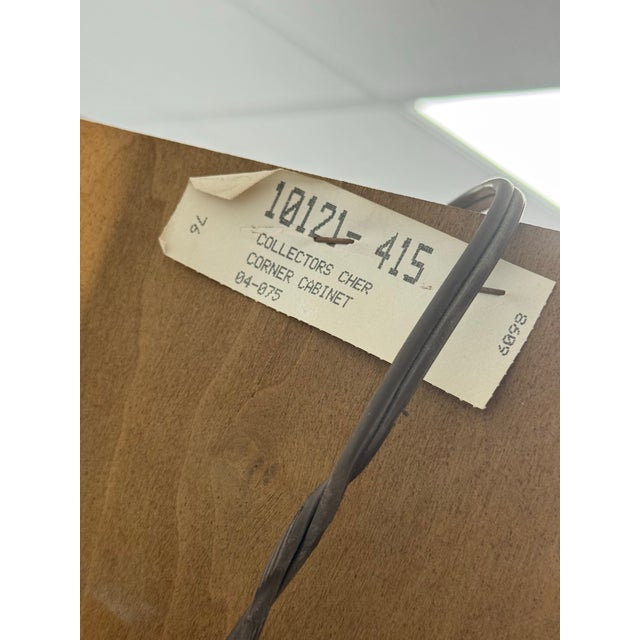 76
10121- 415
COLLECTORS CHER
CORNER CABINET
04-075
6098